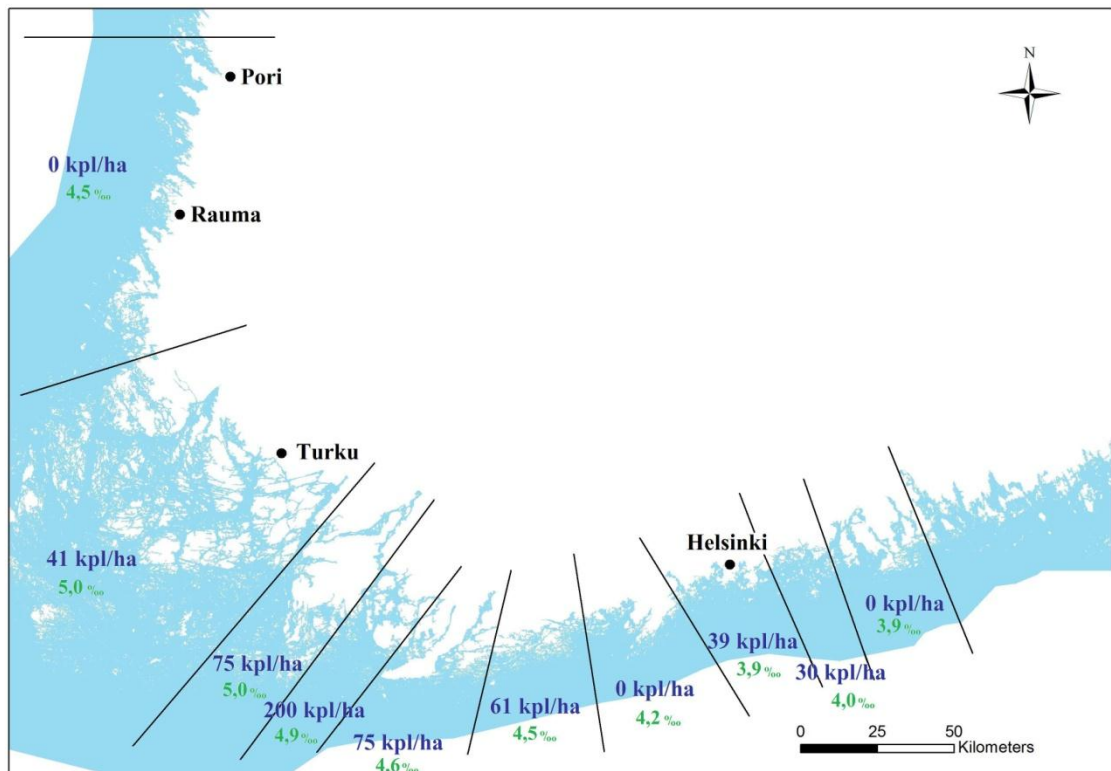 N
Pori
0 kpl/ha
4,5 ‰
Rauma
Turku
41 kpl/ha
5,0 ‰
Helsinki
0 kpl/ha
3,9 ‰
39 kpl/ha
3,9 ‰
30 kpl/ha
4,0 ‰
75 kpl/ha
5,0 ‰
0 kpl/ha
4,2 ‰
61 kpl/ha
4,5 ‰
200 kpl/ha
4,9 ‰
75 kpl/ha
4,6 ‰
0 25 50
Kilometers